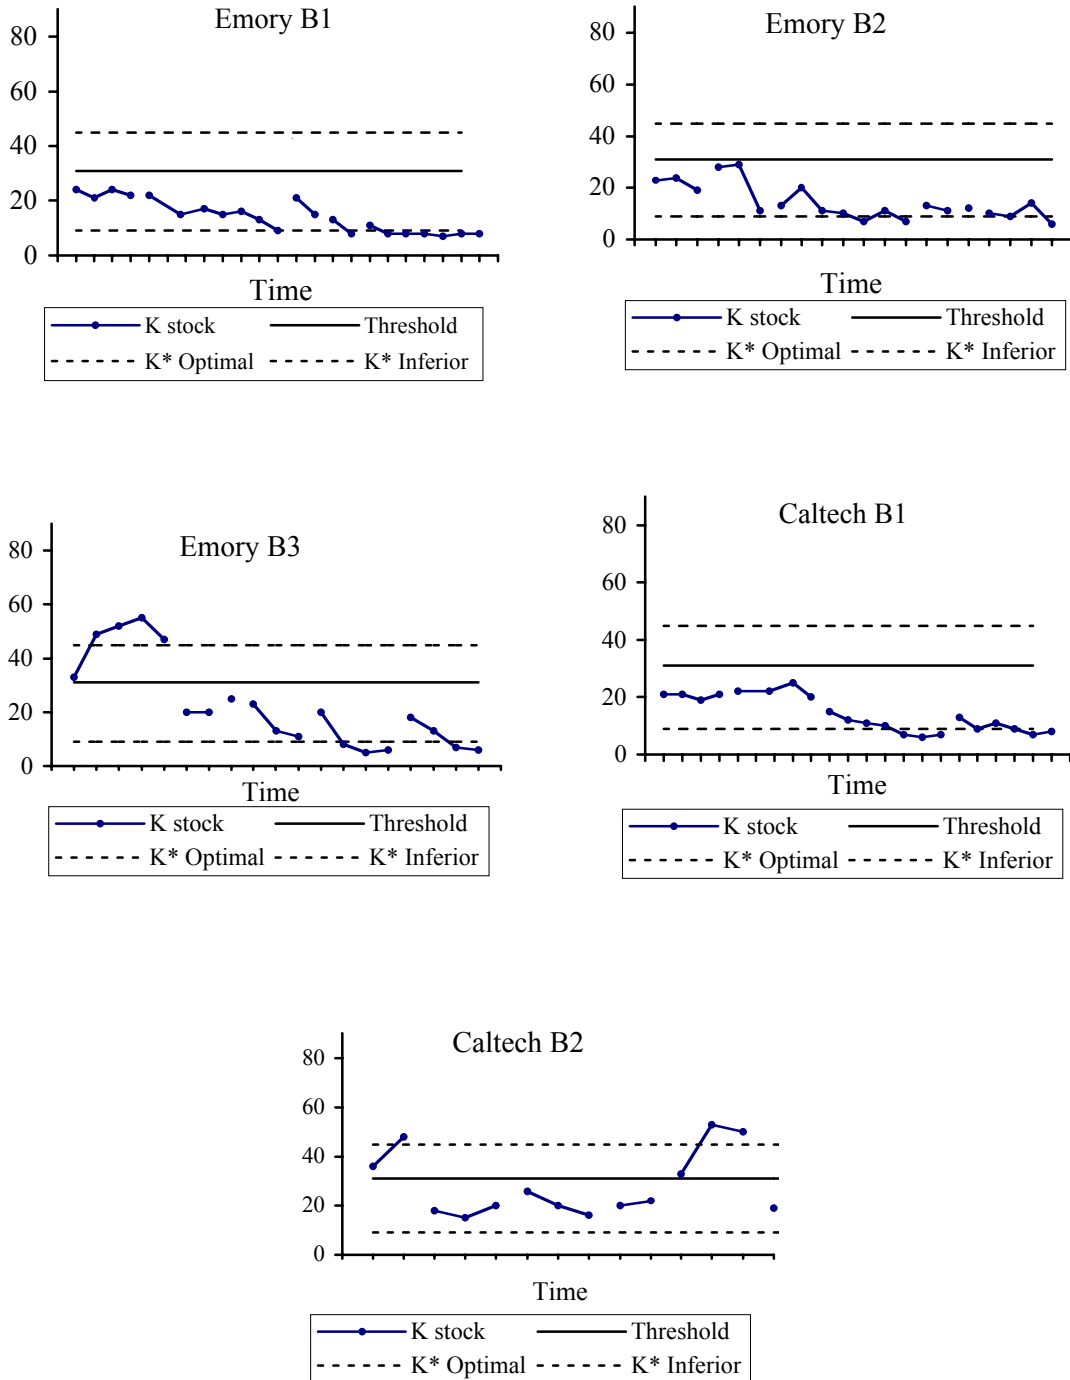 Emory B1
80
60
40
20
0
Time
K stock Threshold
K* Optimal K* Inferior
Emory B2
80
60
40
20
0
Time
K stock Threshold
K* Optimal K* Inferior
Emory B3
80
60
40
20
0
Time
K stock Threshold
K* Optimal K* Inferior
Caltech B1
80
60
40
20
0
Time
K stock Threshold
K* Optimal K* Inferior
Caltech B2
80
60
40
20
0
Time
K stock Threshold
K* Optimal K* Inferior